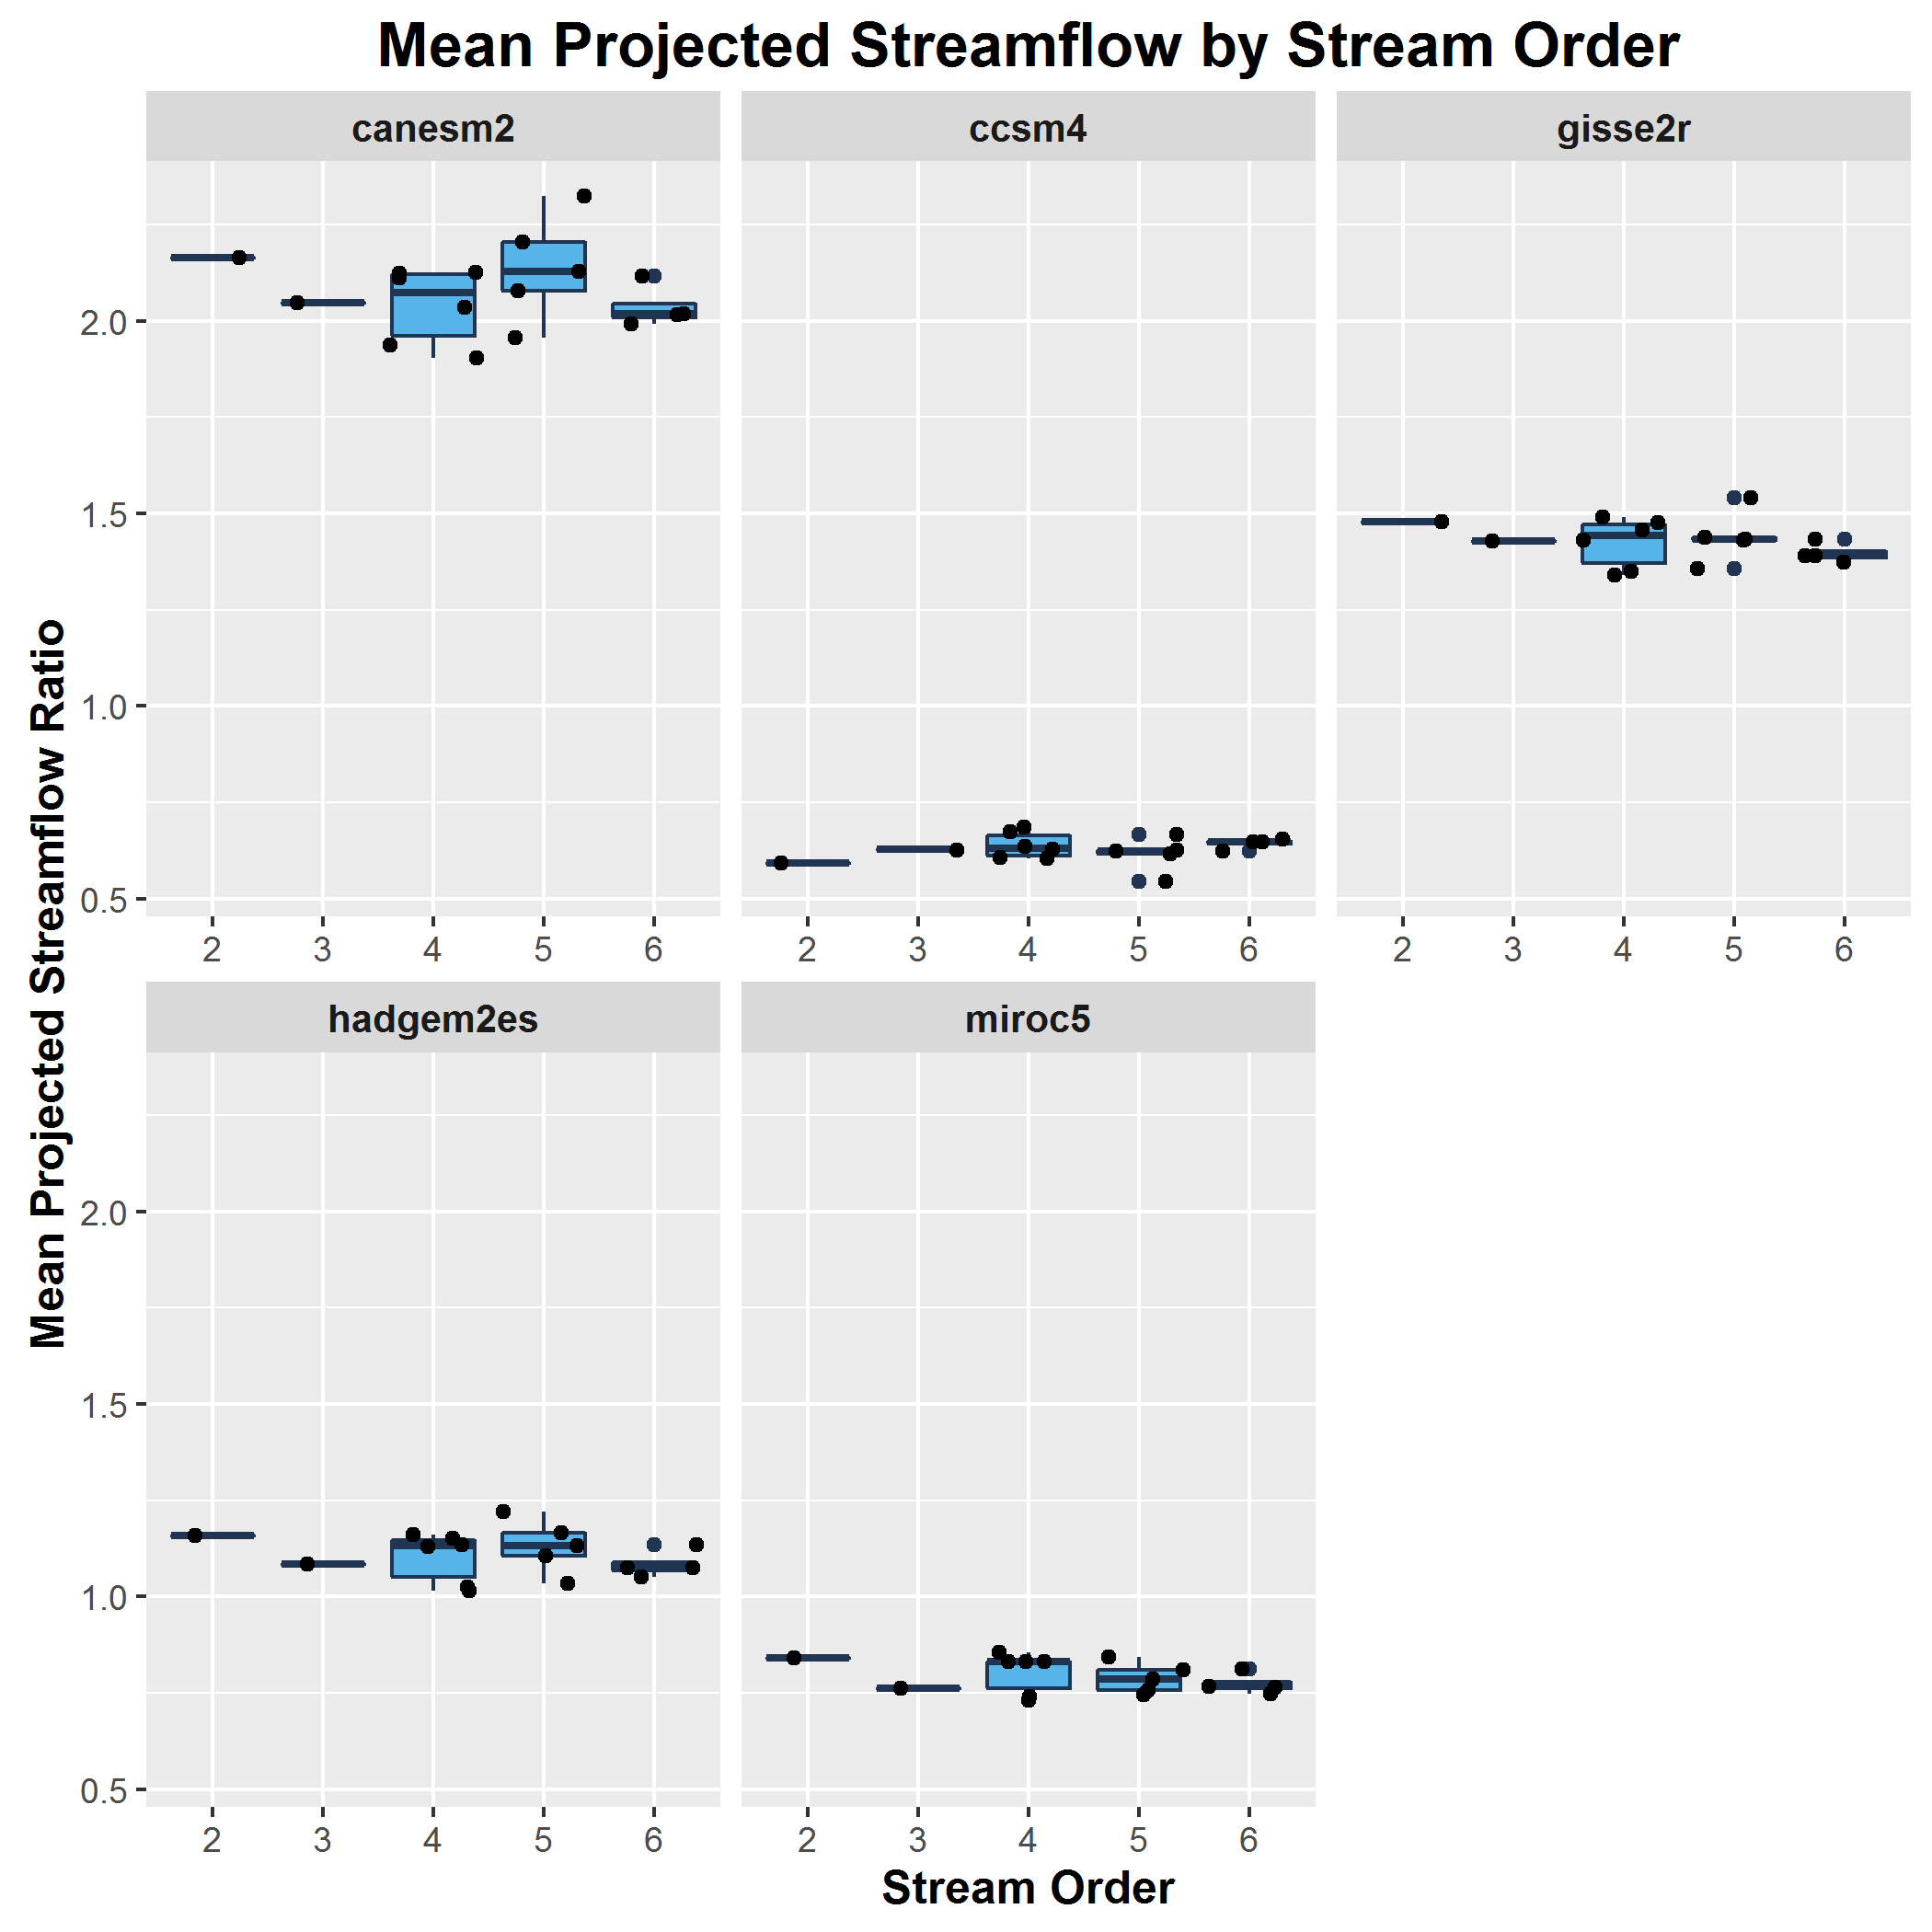 Mean Projected Streamflow by Stream Order
canesm2
ccsm4
gisse2r
Mean Projected Streamflow Ratio
2.0
1.5
1.0
0.5
2 3 4 5 6
2 3 4 5 6
2 3 4 5 6
hadgem2es
miroc5
2.0
1.5
1.0
0.5
2 3 4 5 6
2 3 4 5 6
Stream Order